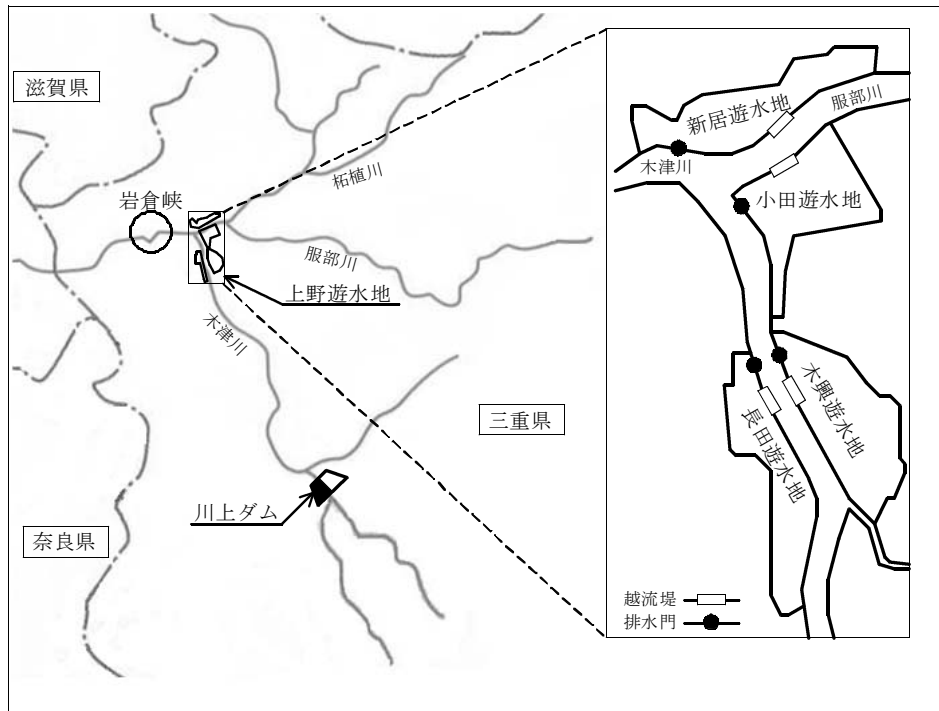 滋賀県
岩倉峡
柘植川
服部川
上野遊水地
木津川
三重県
川上ダム
奈良県
新居遊水地
服部川
木津川
小田遊水地
木興遊水地
長田遊水地
越流堤
排水門